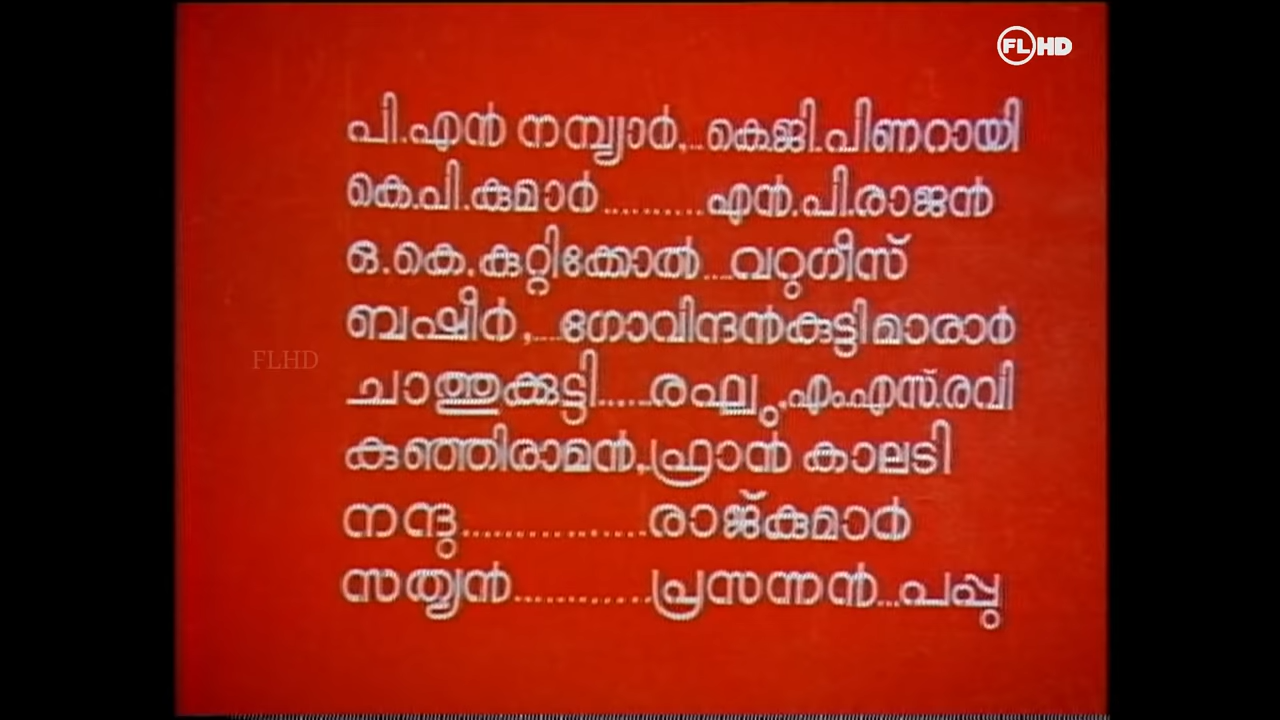 FLHD
പി.എൻ നമ്പ്യാർ,..കെ.ജി.പിണറായി
കെ.പി.കുമാർ..........എൻ.പി.രാജൻ
ഒ.കെ.കുറ്റിക്കോൽ....വറുഗീസ്
ബഷീർ,....ഗോവിന്ദൻകുട്ടിമാരാർ
FLHD
ചാത്തുക്കുട്ടി.....രഘു,എം.എസ്.രവി
കുഞ്ഞിരാമൻ,ഫ്രാൻ കാലടി
നന്ദു..............രാജ്കുമാർ
സത്യൻ............പ്രസന്നൻ...പപ്പു